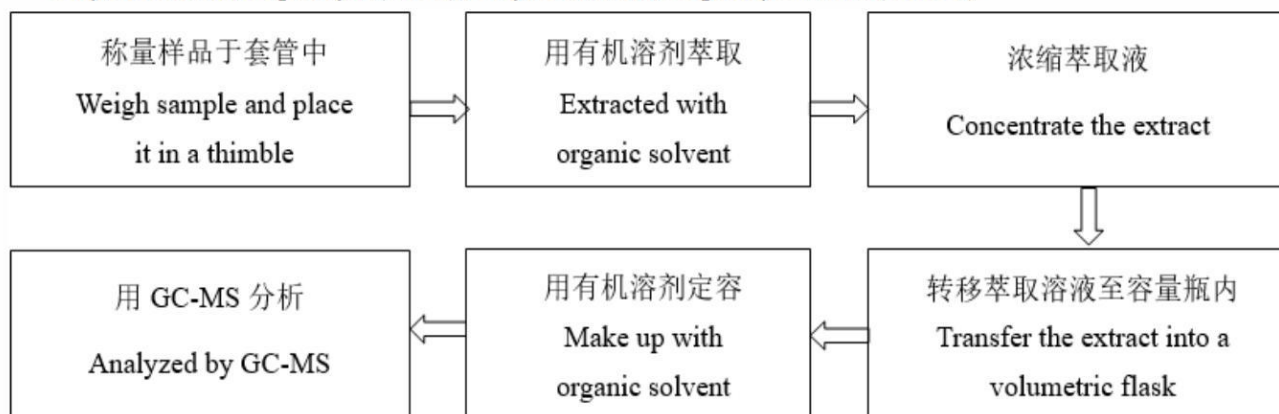 称量样品于套管中
Weigh sample and place
it in a thimble
用有机溶剂萃取
Extracted with
organic solvent
浓缩萃取液
Concentrate the extract
转移萃取溶液至容量瓶内
Transfer the extract into a
volumetric flask
用有机溶剂定容
Make up with
organic solvent
用 GC-MS 分析
Analyzed by GC-MS